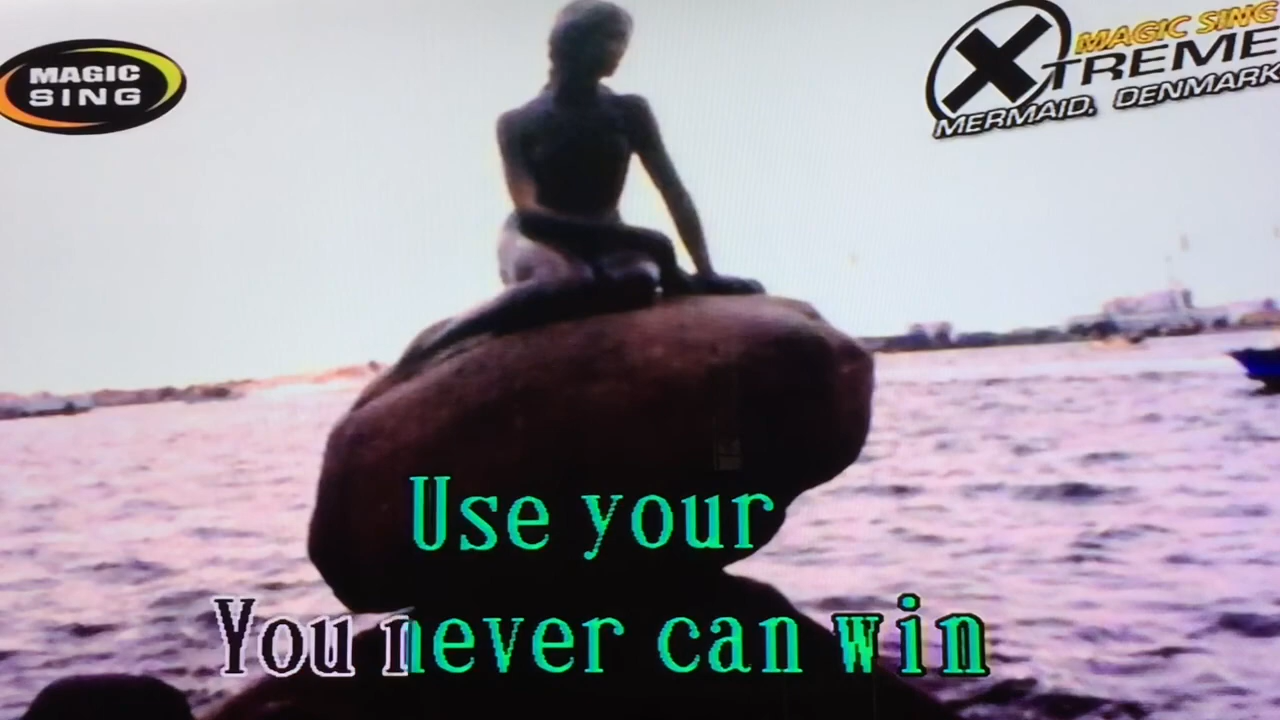 MAGIC
SING
X MAGIC SING
XTREME
MERMAID, DENMARK
Use your
You never can win